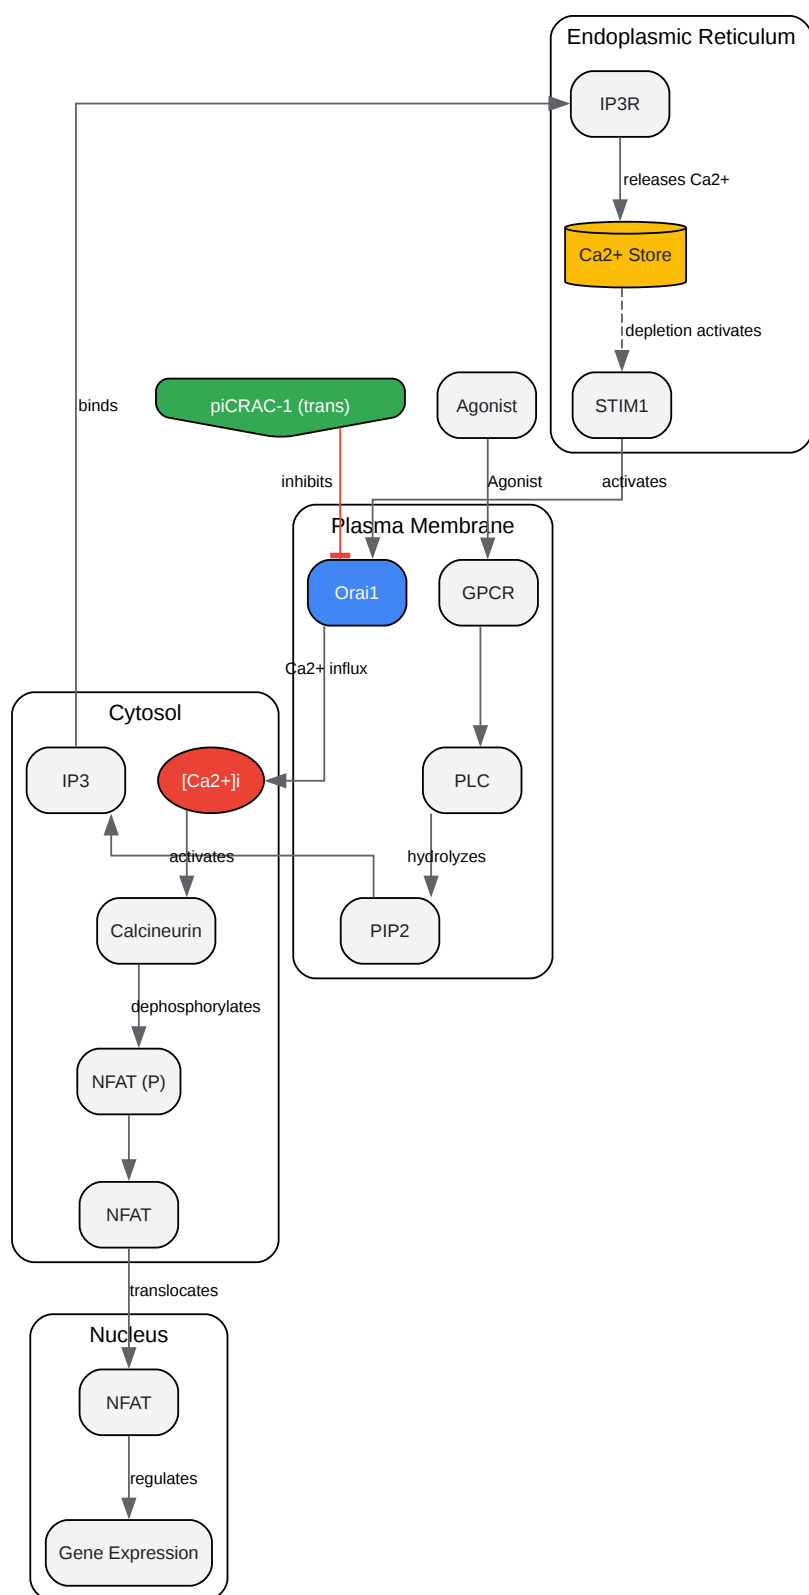 Endoplasmic Reticulum
IP3R
releases Ca2+
Ca2+ Store
depletion activates
binds
piCRAC-1 (trans)
Agonist
STIM1
inhibits
Agonist
activates
Plasma Membrane
Orai1
GPCR
Ca2+ influx
Cytosol
IP3
[Ca2+]i
PLC
activates
hydrolyzes
Calcineurin
PIP2
dephosphorylates
NFAT (P)
NFAT
translocates
Nucleus
NFAT
regulates
Gene Expression